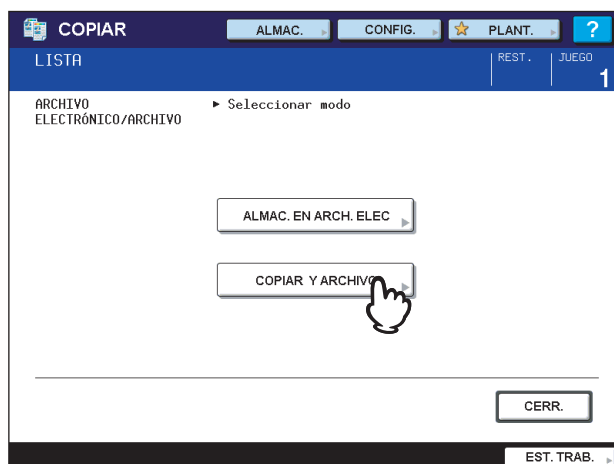 COPIAR
ALMAC.
CONFIG.
PLANT.
?
LISTA
REST.
JUEGO
1
ARCHIVO
ELECTRÓNICO/ARCHIVO
► Seleccionar modo
ALMAC. EN ARCH. ELEC
COPIAR Y ARCHIVO
CERR.
EST. TRAB.